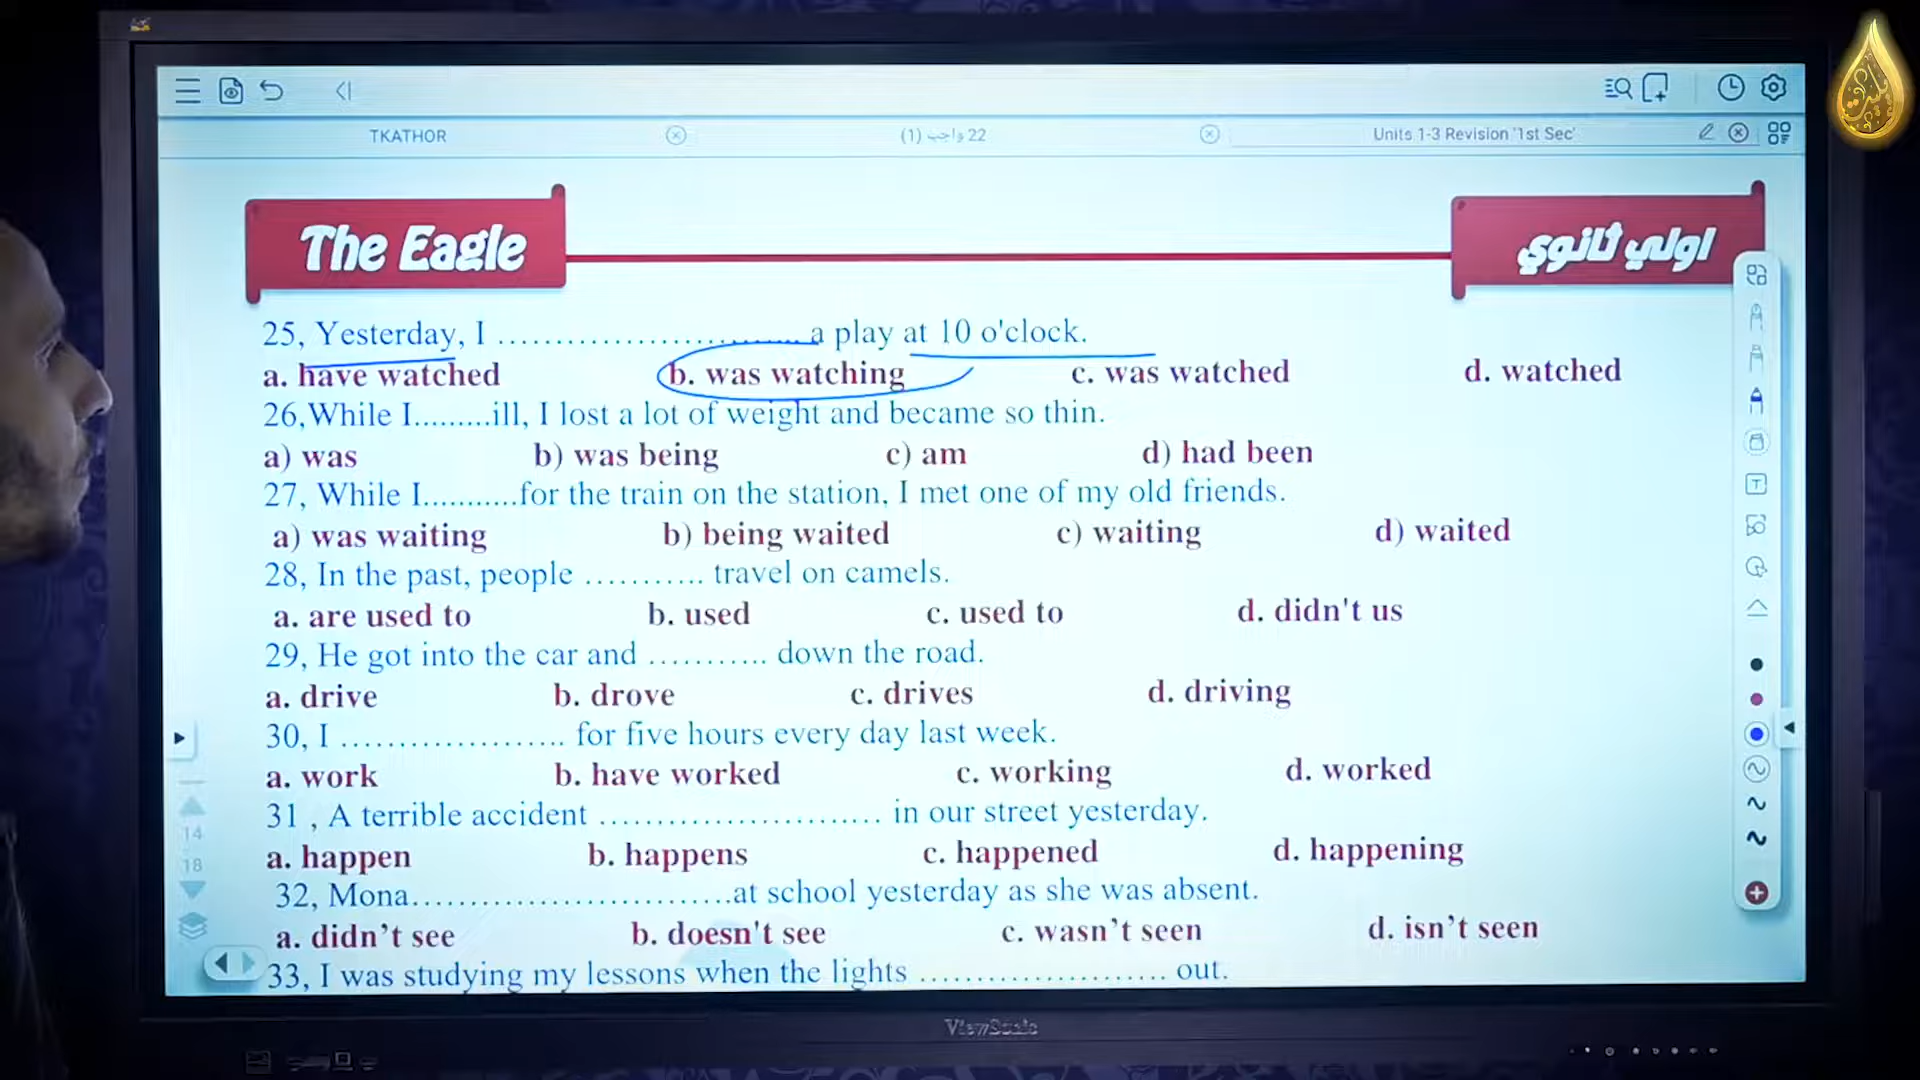 TKATHOR
22 واجب (1)
Units 1-3 Revision '1st Sec'
The Eagle
اولي ثانوي
25, Yesterday, I ............................ a play at 10 o'clock.
a. have watched b. was watching c. was watched d. watched
26,While I.........ill, I lost a lot of weight and became so thin.
a) was b) was being c) am d) had been
27, While I...........for the train on the station, I met one of my old friends.
a) was waiting b) being waited c) waiting d) waited
28, In the past, people ........... travel on camels.
a. are used to b. used c. used to d. didn't us
29, He got into the car and ........... down the road.
a. drive b. drove c. drives d. driving
30, I .................... for five hours every day last week.
a. work b. have worked c. working d. worked
31 , A terrible accident ......................... in our street yesterday.
a. happen b. happens c. happened d. happening
32, Mona............................at school yesterday as she was absent.
a. didn’t see b. doesn't see c. wasn’t seen d. isn’t seen
33, I was studying my lessons when the lights ...................... out.
14
18
ViewSonic